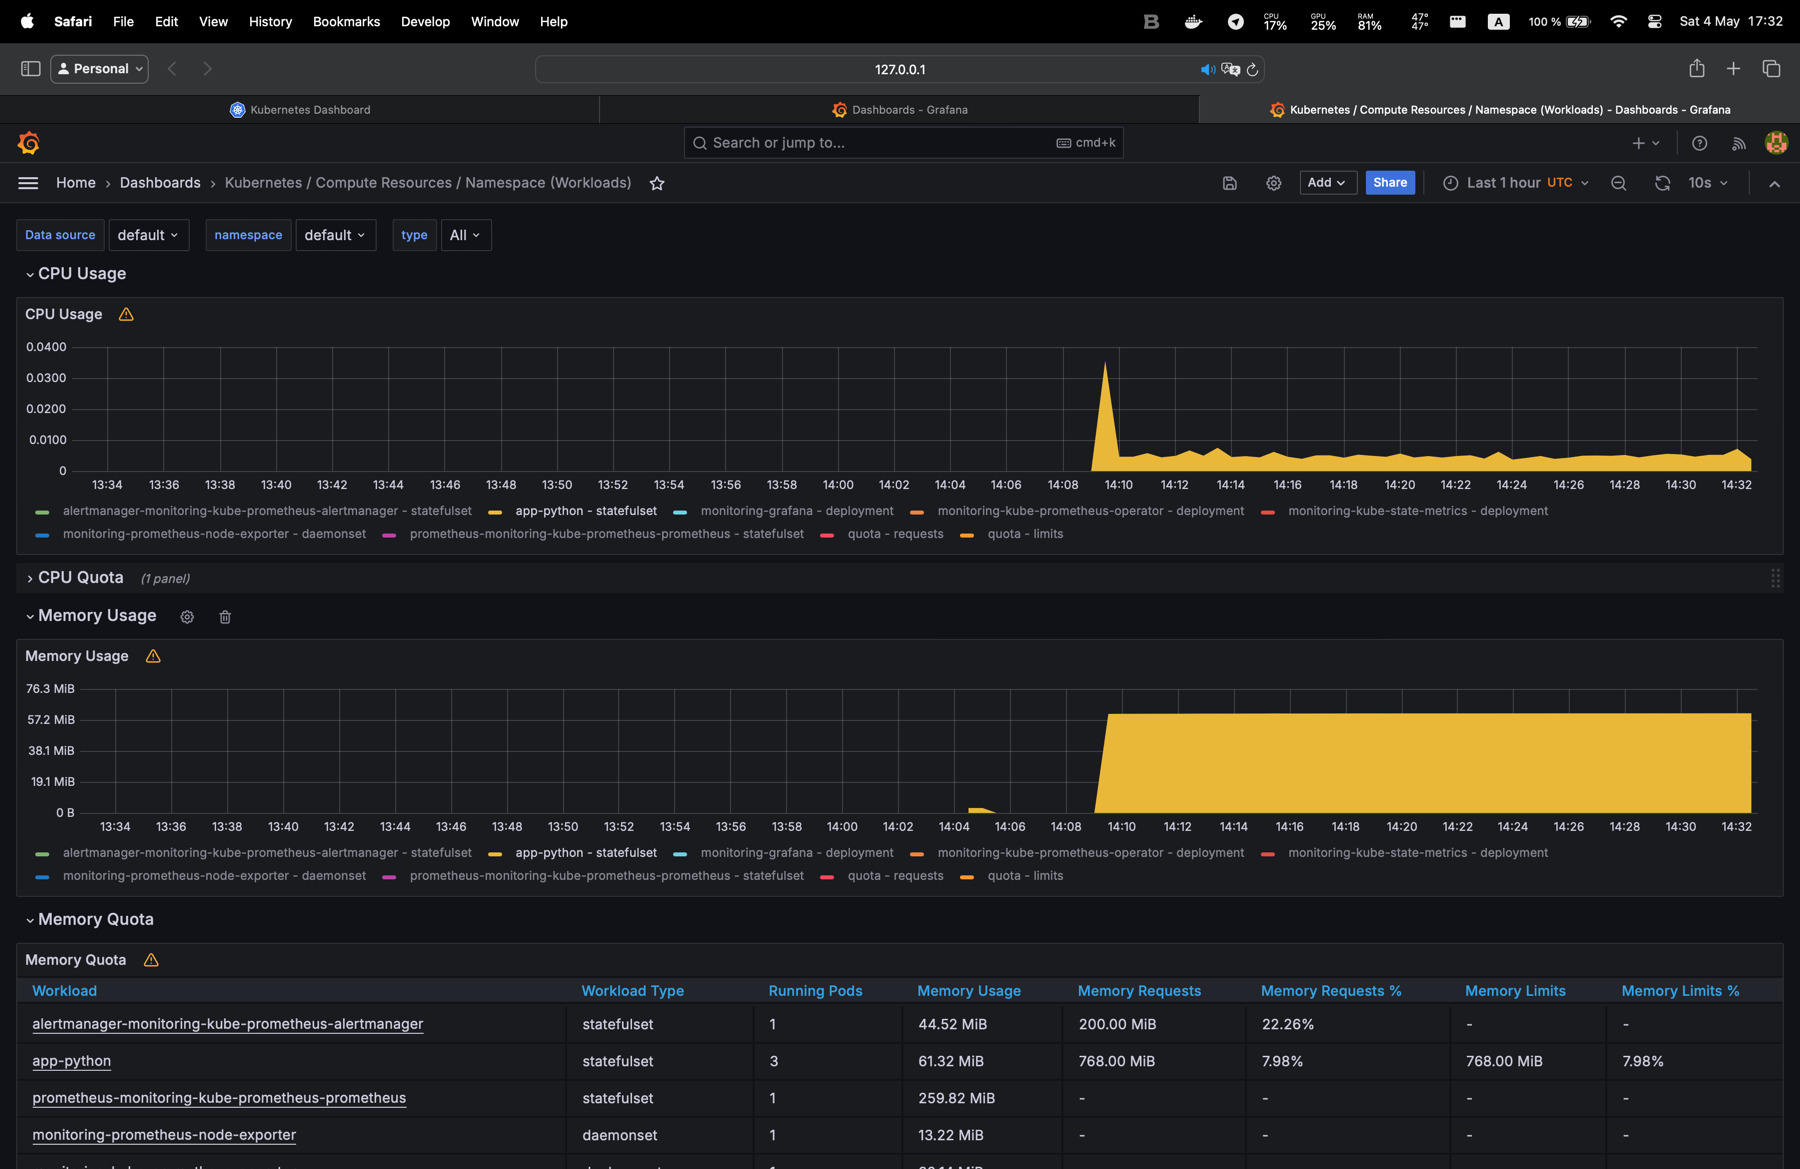 Safari File Edit View History Bookmarks Develop Window Help CPU 17% GPU 25% RAM 81% 47° 47° A 100 % Sat 4 May 17:32
Personal 127.0.0.1
Kubernetes Dashboard Dashboards - Grafana Kubernetes / Compute Resources / Namespace (Workloads) - Dashboards - Grafana
Search or jump to... cmd+k
Home Dashboards Kubernetes / Compute Resources / Namespace (Workloads) Add Share Last 1 hour UTC 10s
Data source default namespace default type All
CPU Usage
CPU Usage
0.0400
0.0300
0.0200
0.0100
0
13:34 13:36 13:38 13:40 13:42 13:44 13:46 13:48 13:50 13:52 13:54 13:56 13:58 14:00 14:02 14:04 14:06 14:08 14:10 14:12 14:14 14:16 14:18 14:20 14:22 14:24 14:26 14:28 14:30 14:32
alertmanager-monitoring-kube-prometheus-alertmanager - statefulset app-python - statefulset monitoring-grafana - deployment monitoring-kube-prometheus-operator - deployment monitoring-kube-state-metrics - deployment
monitoring-prometheus-node-exporter - daemonset prometheus-monitoring-kube-prometheus-prometheus - statefulset quota - requests quota - limits
CPU Quota (1 panel)
Memory Usage
Memory Usage
76.3 MiB
57.2 MiB
38.1 MiB
19.1 MiB
0 B
13:34 13:36 13:38 13:40 13:42 13:44 13:46 13:48 13:50 13:52 13:54 13:56 13:58 14:00 14:02 14:04 14:06 14:08 14:10 14:12 14:14 14:16 14:18 14:20 14:22 14:24 14:26 14:28 14:30 14:32
alertmanager-monitoring-kube-prometheus-alertmanager - statefulset app-python - statefulset monitoring-grafana - deployment monitoring-kube-prometheus-operator - deployment monitoring-kube-state-metrics - deployment
monitoring-prometheus-node-exporter - daemonset prometheus-monitoring-kube-prometheus-prometheus - statefulset quota - requests quota - limits
Memory Quota
Memory Quota
Workload Workload Type Running Pods Memory Usage Memory Requests Memory Requests % Memory Limits Memory Limits %
alertmanager-monitoring-kube-prometheus-alertmanager statefulset 1 44.52 MiB 200.00 MiB 22.26% - -
app-python statefulset 3 61.32 MiB 768.00 MiB 7.98% 768.00 MiB 7.98%
prometheus-monitoring-kube-prometheus-prometheus statefulset 1 259.82 MiB - - - -
monitoring-prometheus-node-exporter daemonset 1 13.22 MiB - - - -